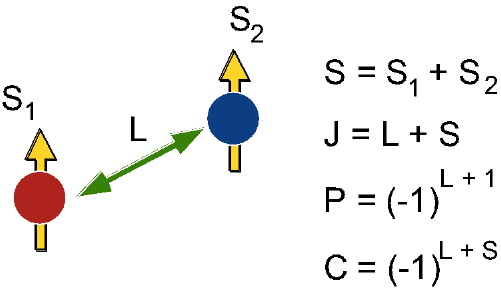 S₁
S₂
L
S = S₁ + S₂
J = L + S
P = (-1)^L + 1
C = (-1)^L + S